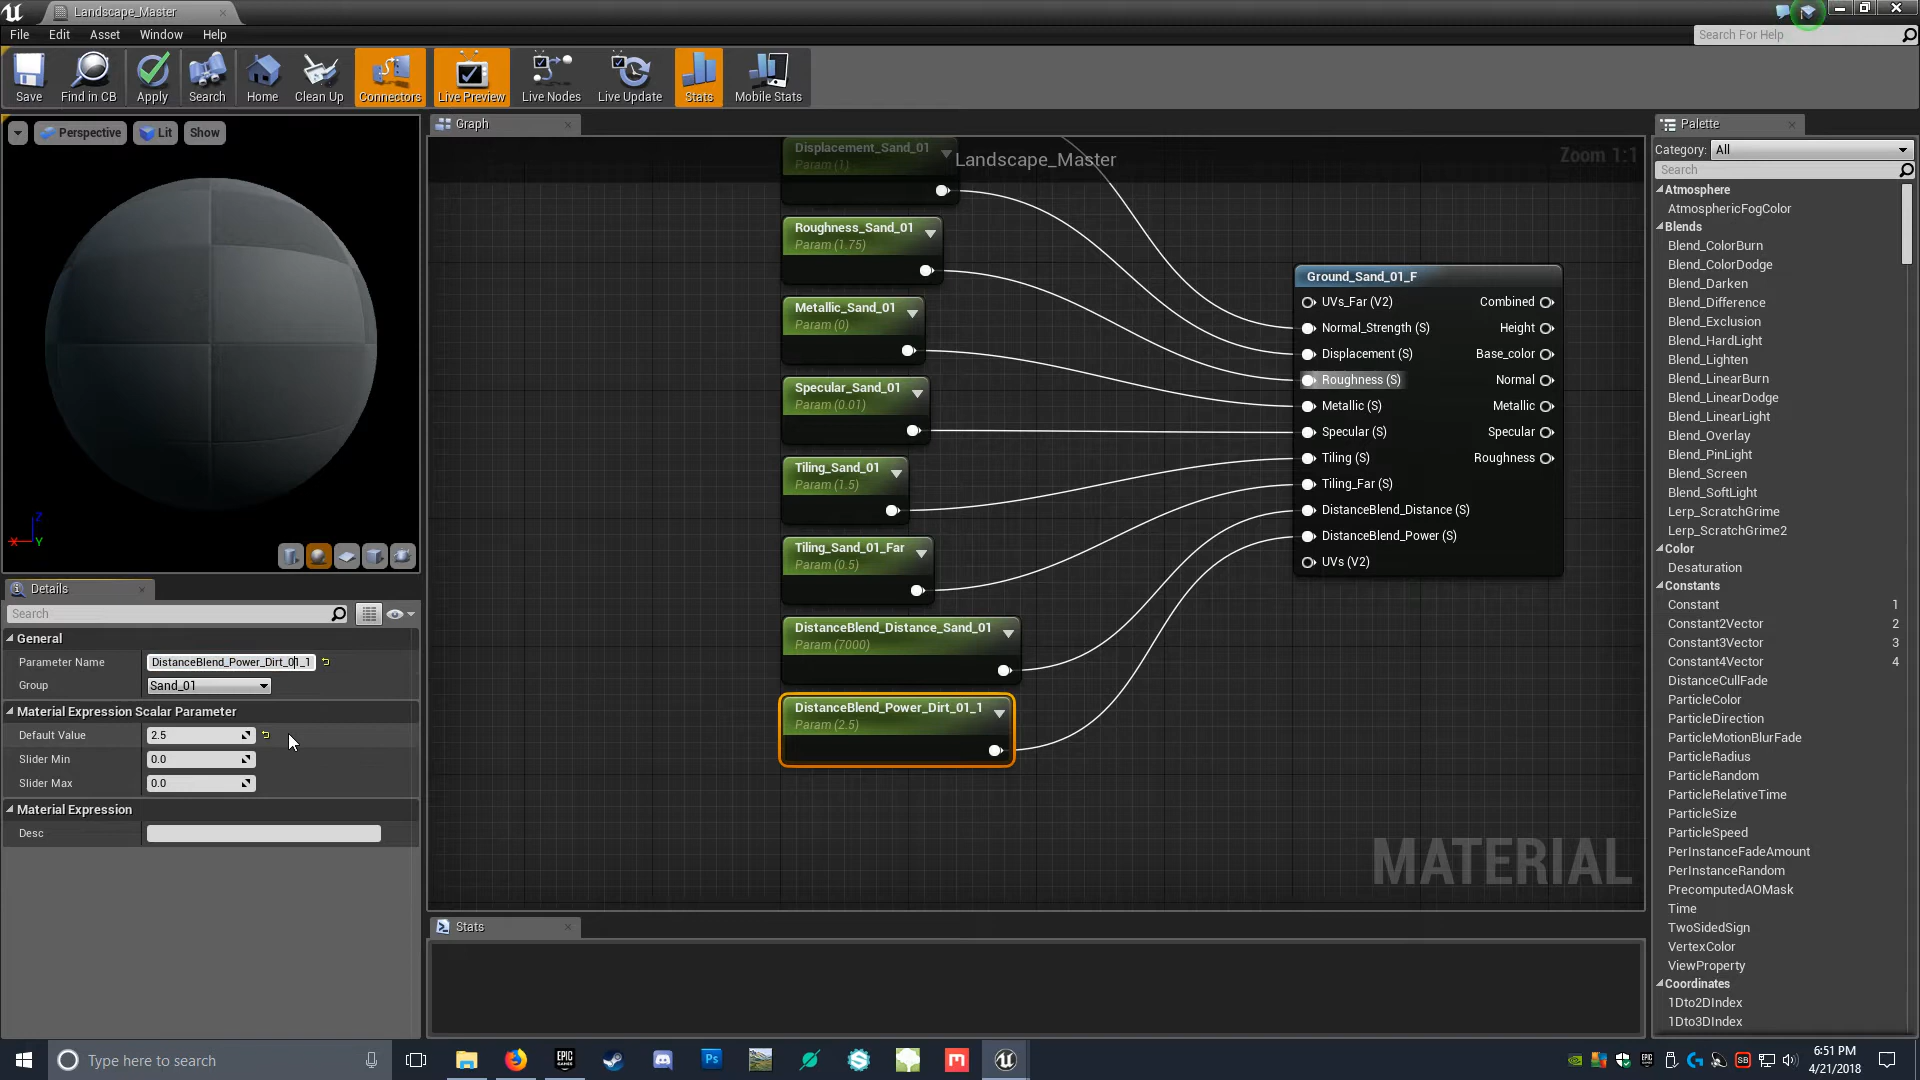 Landscape_Master
File
Edit
Asset
Window
Help
Search For Help
Save
Find in CB
Apply
Search
Home
Clean Up
Connectors
Live Preview
Live Nodes
Live Update
Stats
Mobile Stats
Perspective
Lit
Show
Graph
Landscape_Master
Zoom 1:1
Displacement_Sand_01
Param (1)
Roughness_Sand_01
Param (1.75)
Metallic_Sand_01
Param (0)
Specular_Sand_01
Param (0.01)
Tiling_Sand_01
Param (1.5)
Tiling_Sand_01_Far
Param (0.5)
DistanceBlend_Distance_Sand_01
Param (7000)
DistanceBlend_Power_Dirt_01_1
Param (2.5)
Ground_Sand_01_F
UVs_Far (V2)
Combined
Normal_Strength (S)
Height
Displacement (S)
Base_color
Roughness (S)
Normal
Metallic (S)
Metallic
Specular (S)
Specular
Tiling (S)
Roughness
Tiling_Far (S)
DistanceBlend_Distance (S)
DistanceBlend_Power (S)
UVs (V2)
MATERIAL
Z
X
Y
Details
Search
General
Parameter Name
DistanceBlend_Power_Dirt_01_1
Group
Sand_01
Material Expression Scalar Parameter
Default Value
2.5
Slider Min
0.0
Slider Max
0.0
Material Expression
Desc
Stats
Palette
Category:
All
Search
Atmosphere
AtmosphericFogColor
Blends
Blend_ColorBurn
Blend_ColorDodge
Blend_Darken
Blend_Difference
Blend_Exclusion
Blend_HardLight
Blend_Lighten
Blend_LinearBurn
Blend_LinearDodge
Blend_LinearLight
Blend_Overlay
Blend_PinLight
Blend_Screen
Blend_SoftLight
Lerp_ScratchGrime
Lerp_ScratchGrime2
Color
Desaturation
Constants
Constant 1
Constant2Vector 2
Constant3Vector 3
Constant4Vector 4
DistanceCullFade
ParticleColor
ParticleDirection
ParticleMotionBlurFade
ParticleRadius
ParticleRandom
ParticleRelativeTime
ParticleSize
ParticleSpeed
PerInstanceFadeAmount
PerInstanceRandom
PrecomputedAOMask
Time
TwoSidedSign
VertexColor
ViewProperty
Coordinates
1Dto2DIndex
1Dto3DIndex
Type here to search
EPIC
GAMES
Ps
SB
6:51 PM
4/21/2018